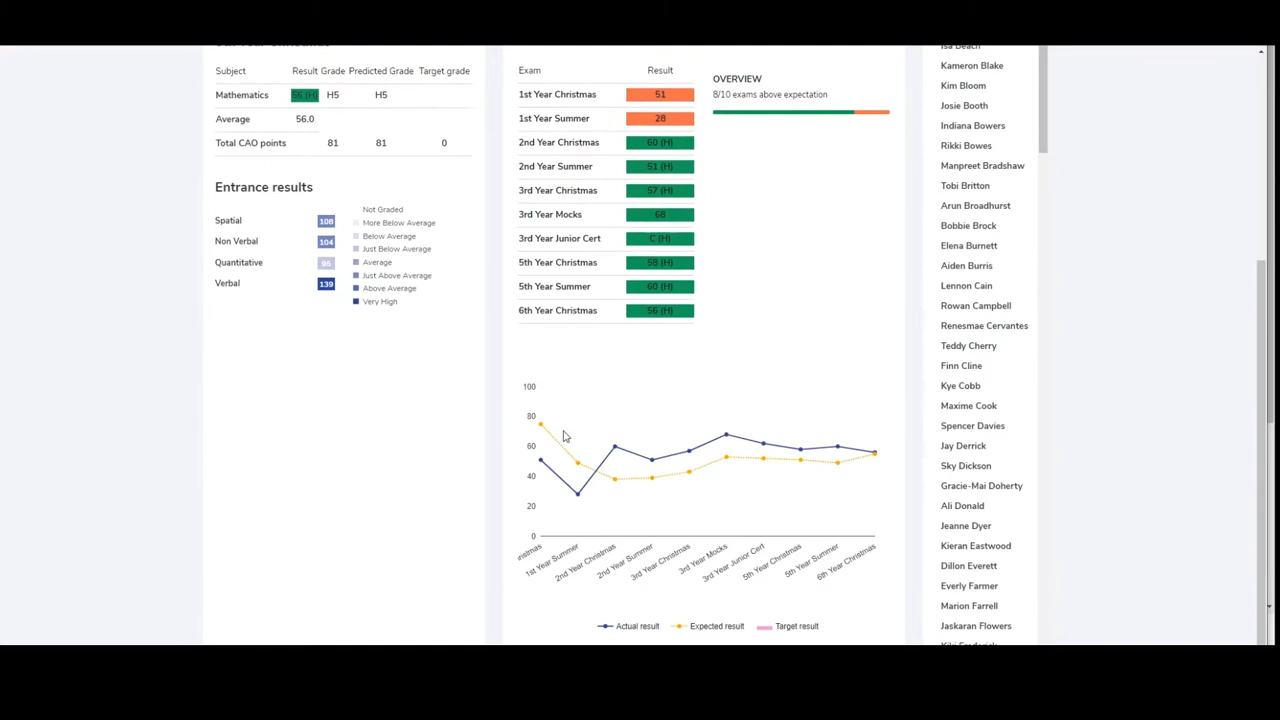 Subject Result Grade Predicted Grade Target grade
Mathematics 56 (H) H5 H5
Average 56.0
Total CAO points 81 81 0
Entrance results
Spatial 108
Non Verbal 104
Quantitative 95
Verbal 139
Not Graded
More Below Average
Below Average
Just Below Average
Average
Just Above Average
Above Average
Very High
Exam Result
1st Year Christmas 51
1st Year Summer 28
2nd Year Christmas 60 (H)
2nd Year Summer 51 (H)
3rd Year Christmas 57 (H)
3rd Year Mocks 68
3rd Year Junior Cert C (H)
5th Year Christmas 58 (H)
5th Year Summer 60 (H)
6th Year Christmas 56 (H)
OVERVIEW
8/10 exams above expectation
100
80
60
40
20
0
ristmas
1st Year Summer
2nd Year Christmas
2nd Year Summer
3rd Year Christmas
3rd Year Mocks
3rd Year Junior Cert
5th Year Christmas
5th Year Summer
6th Year Christmas
Actual result Expected result Target result
Isa Beach
Kameron Blake
Kim Bloom
Josie Booth
Indiana Bowers
Rikki Bowes
Manpreet Bradshaw
Tobi Britton
Arun Broadhurst
Bobbie Brock
Elena Burnett
Aiden Burris
Lennon Cain
Rowan Campbell
Renesmae Cervantes
Teddy Cherry
Finn Cline
Kye Cobb
Maxime Cook
Spencer Davies
Jay Derrick
Sky Dickson
Gracie-Mai Doherty
Ali Donald
Jeanne Dyer
Kieran Eastwood
Dillon Everett
Everly Farmer
Marion Farrell
Jaskaran Flowers